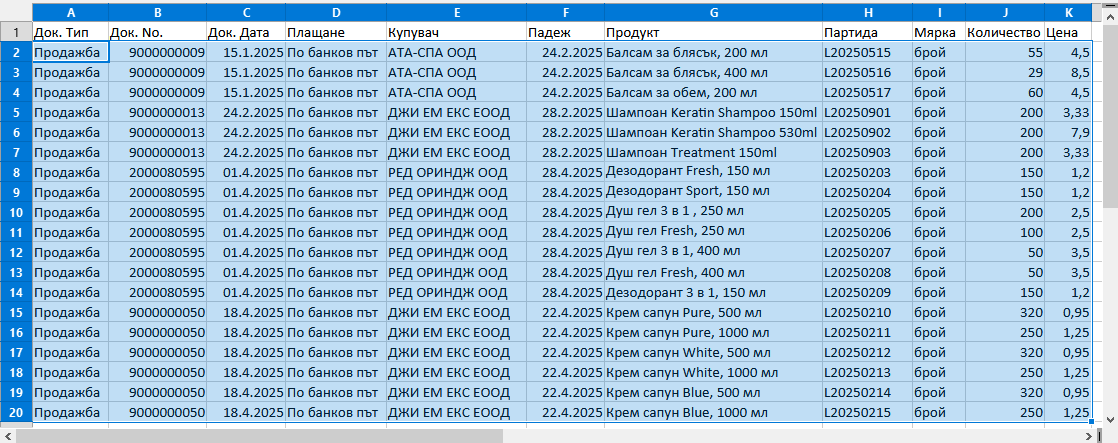 A B C D E F G H I J K
1 Док. Тип Док. No. Док. Дата Плащане Купувач Падеж Продукт Партида Мярка Количество Цена
2 Продажба 9000000009 15.1.2025 По банков път АТА-СПА ООД 24.2.2025 Балсам за блясък, 200 мл L20250515 брой 55 4,5
3 Продажба 9000000009 15.1.2025 По банков път АТА-СПА ООД 24.2.2025 Балсам за блясък, 400 мл L20250516 брой 29 8,5
4 Продажба 9000000009 15.1.2025 По банков път АТА-СПА ООД 24.2.2025 Балсам за обем, 200 мл L20250517 брой 60 4,5
5 Продажба 9000000013 24.2.2025 По банков път ДЖИ ЕМ ЕКС ЕООД 28.2.2025 Шампоан Keratin Shampoo 150ml L20250901 брой 200 3,33
6 Продажба 9000000013 24.2.2025 По банков път ДЖИ ЕМ ЕКС ЕООД 28.2.2025 Шампоан Keratin Shampoo 530ml L20250902 брой 200 7,9
7 Продажба 9000000013 24.2.2025 По банков път ДЖИ ЕМ ЕКС ЕООД 28.2.2025 Шампоан Treatment 150ml L20250903 брой 200 3,33
8 Продажба 2000080595 01.4.2025 По банков път РЕД ОРИНДЖ ООД 28.4.2025 Дезодорант Fresh, 150 мл L20250203 брой 150 1,2
9 Продажба 2000080595 01.4.2025 По банков път РЕД ОРИНДЖ ООД 28.4.2025 Дезодорант Sport, 150 мл L20250204 брой 150 1,2
10 Продажба 2000080595 01.4.2025 По банков път РЕД ОРИНДЖ ООД 28.4.2025 Душ гел 3 в 1 , 250 мл L20250205 брой 200 2,5
11 Продажба 2000080595 01.4.2025 По банков път РЕД ОРИНДЖ ООД 28.4.2025 Душ гел Fresh, 250 мл L20250206 брой 100 2,5
12 Продажба 2000080595 01.4.2025 По банков път РЕД ОРИНДЖ ООД 28.4.2025 Душ гел 3 в 1, 400 мл L20250207 брой 50 3,5
13 Продажба 2000080595 01.4.2025 По банков път РЕД ОРИНДЖ ООД 28.4.2025 Душ гел Fresh, 400 мл L20250208 брой 50 3,5
14 Продажба 2000080595 01.4.2025 По банков път РЕД ОРИНДЖ ООД 28.4.2025 Дезодорант 3 в 1, 150 мл L20250209 брой 150 1,2
15 Продажба 9000000050 18.4.2025 По банков път ДЖИ ЕМ ЕКС ЕООД 22.4.2025 Крем сапун Pure, 500 мл L20250210 брой 320 0,95
16 Продажба 9000000050 18.4.2025 По банков път ДЖИ ЕМ ЕКС ЕООД 22.4.2025 Крем сапун Pure, 1000 мл L20250211 брой 250 1,25
17 Продажба 9000000050 18.4.2025 По банков път ДЖИ ЕМ ЕКС ЕООД 22.4.2025 Крем сапун White, 500 мл L20250212 брой 320 0,95
18 Продажба 9000000050 18.4.2025 По банков път ДЖИ ЕМ ЕКС ЕООД 22.4.2025 Крем сапун White, 1000 мл L20250213 брой 250 1,25
19 Продажба 9000000050 18.4.2025 По банков път ДЖИ ЕМ ЕКС ЕООД 22.4.2025 Крем сапун Blue, 500 мл L20250214 брой 320 0,95
20 Продажба 9000000050 18.4.2025 По банков път ДЖИ ЕМ ЕКС ЕООД 22.4.2025 Крем сапун Blue, 1000 мл L20250215 брой 250 1,25